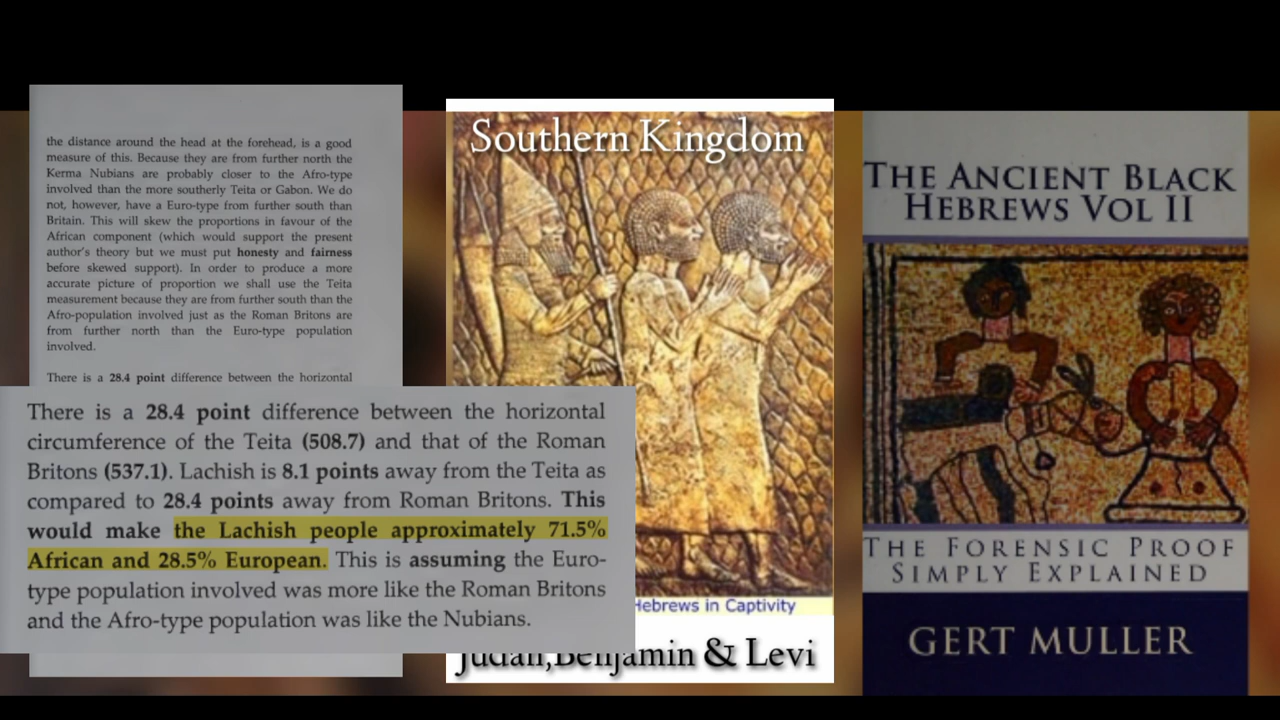 the distance around the head at the forehead, is a good
measure of this. Because they are from further north the
Kerma Nubians are probably closer to the Afro-type
involved than the more southerly Teita or Gabon. We do
not, however, have a Euro-type from further south than
Britain. This will skew the proportions in favour of the
African component (which would support the present
author's theory but we must put honesty and fairness
before skewed support). In order to produce a more
accurate picture of proportion we shall use the Teita
measurement because they are from further south than the
Afro-population involved just as the Roman Britons are
from further north than the Euro-type population
involved.
There is a 28.4 point difference between the horizontal
There is a 28.4 point difference between the horizontal
circumference of the Teita (508.7) and that of the Roman
Britons (537.1). Lachish is 8.1 points away from the Teita as
compared to 28.4 points away from Roman Britons. This
would make the Lachish people approximately 71.5%
African and 28.5% European. This is assuming the Euro-
type population involved was more like the Roman Britons
and the Afro-type population was like the Nubians.
Southern Kingdom
Hebrews in Captivity
Judah,Benjamin & Levi
THE ANCIENT BLACK
HEBREWS VOL II
THE FORENSIC PROOF
SIMPLY EXPLAINED
GERT MULLER